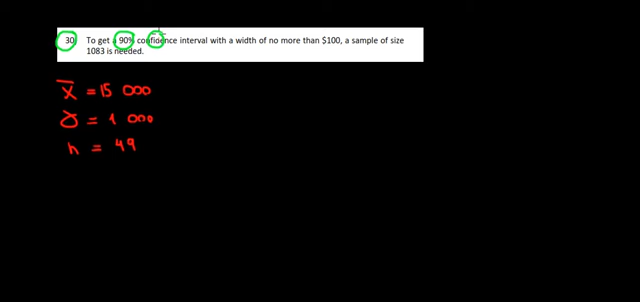 30 To get a 90% confidence interval with a width of no more than $100, a sample of size
1083 is needed.
x̄ = 15 000
σ = 1 000
n = 49